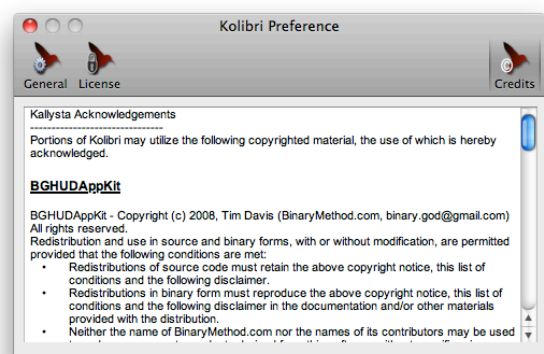 Kolibri Preference
General License Credits
Kallysta Acknowledgements
-------------------------------
Portions of Kolibri may utilize the following copyrighted material, the use of which is hereby
acknowledged.
BGHUDAppKit
BGHUDAppKit - Copyright (c) 2008, Tim Davis (BinaryMethod.com, binary.god@gmail.com)
All rights reserved.
Redistribution and use in source and binary forms, with or without modification, are permitted
provided that the following conditions are met:
• Redistributions of source code must retain the above copyright notice, this list of
conditions and the following disclaimer.
• Redistributions in binary form must reproduce the above copyright notice, this list of
conditions and the following disclaimer in the documentation and/or other materials
provided with the distribution.
• Neither the name of BinaryMethod.com nor the names of its contributors may be used